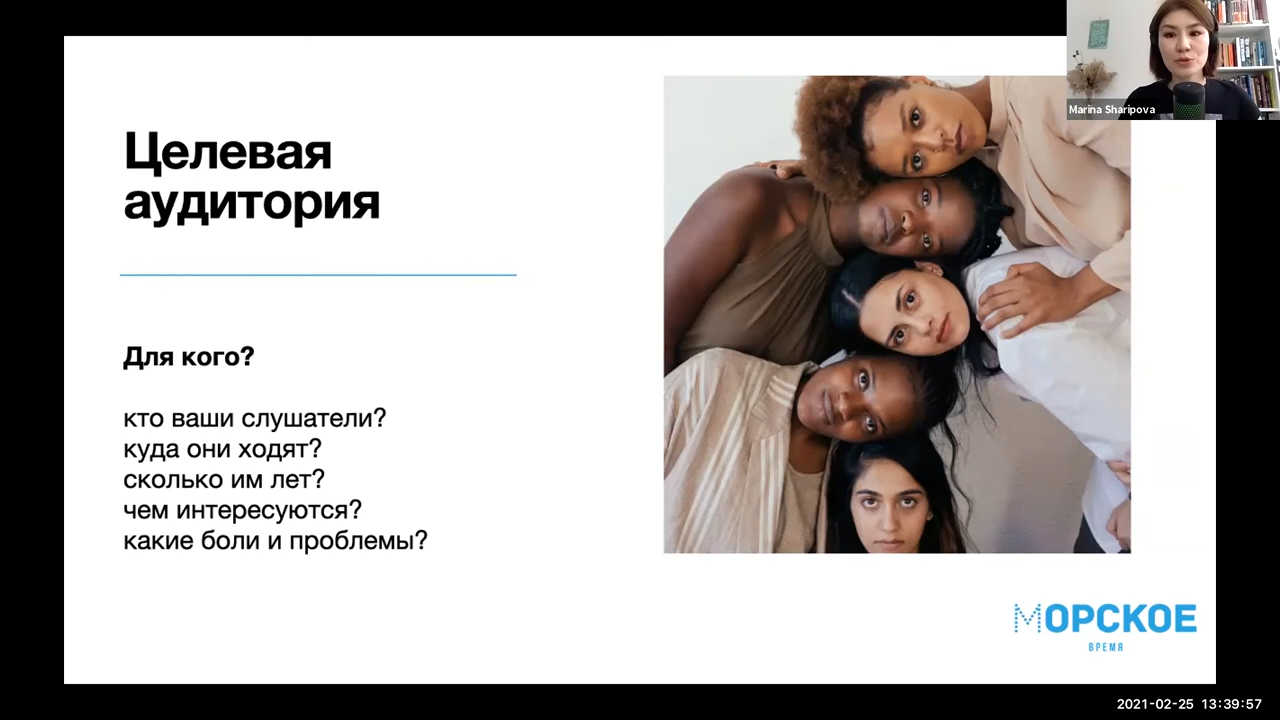 Marina Sharipova
Целевая
аудитория
Для кого?
кто ваши слушатели?
куда они ходят?
сколько им лет?
чем интересуются?
какие боли и проблемы?
МОРСКОЕ
ВРЕМЯ
2021-02-25 13:39:57